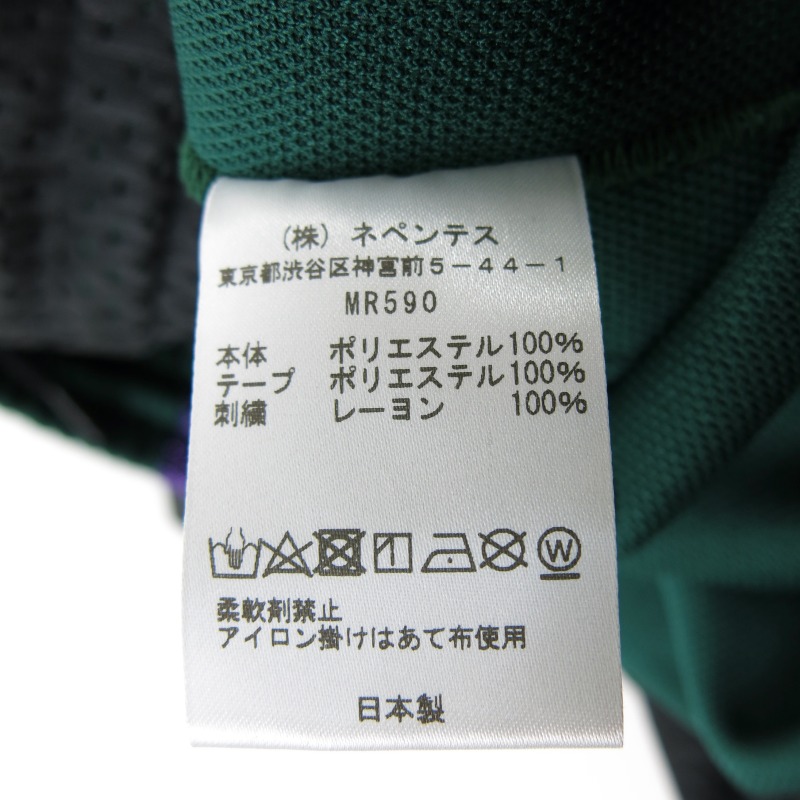 (株) ネペンテス
東京都渋谷区神宮前5-44-1
MR590
本体 ポリエステル100%
テープ ポリエステル100%
刺繍 レーヨン 100%
W
柔軟剤禁止
アイロン掛けはあて布使用
日本製